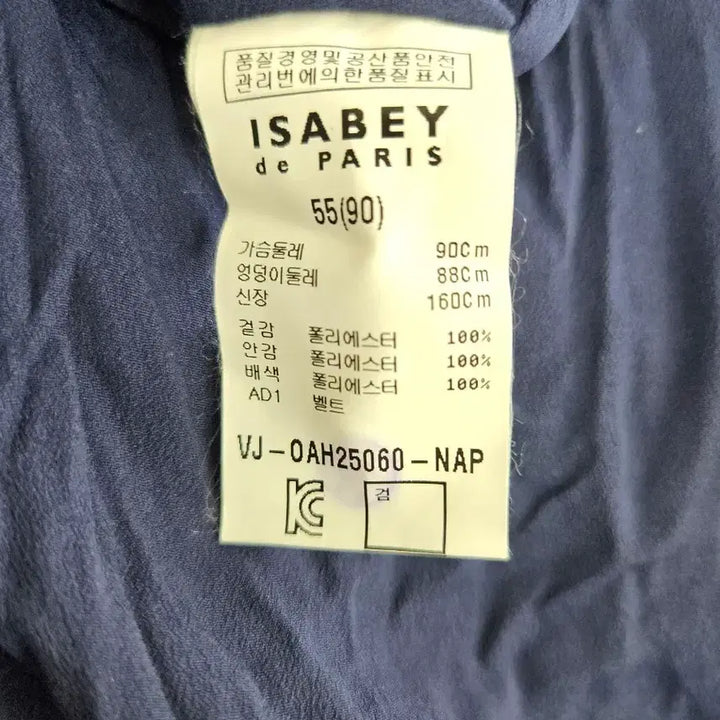 품질경영및공산품안전
관리번에의한품질표시
ISABEY
de PARIS
55(90)
가슴둘레 90Cm
엉덩이둘레 88Cm
신장 160Cm
겉감 폴리에스터 100%
안감 폴리에스터 100%
배색 폴리에스터 100%
AD1 벨트
VJ-OAH25060-NAP
KC
검